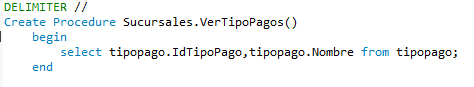 DELIMITER //
Create Procedure Sucursales.VerTipoPagos()
begin
select tipopago.IdTipoPago,tipopago.Nombre from tipopago;
end